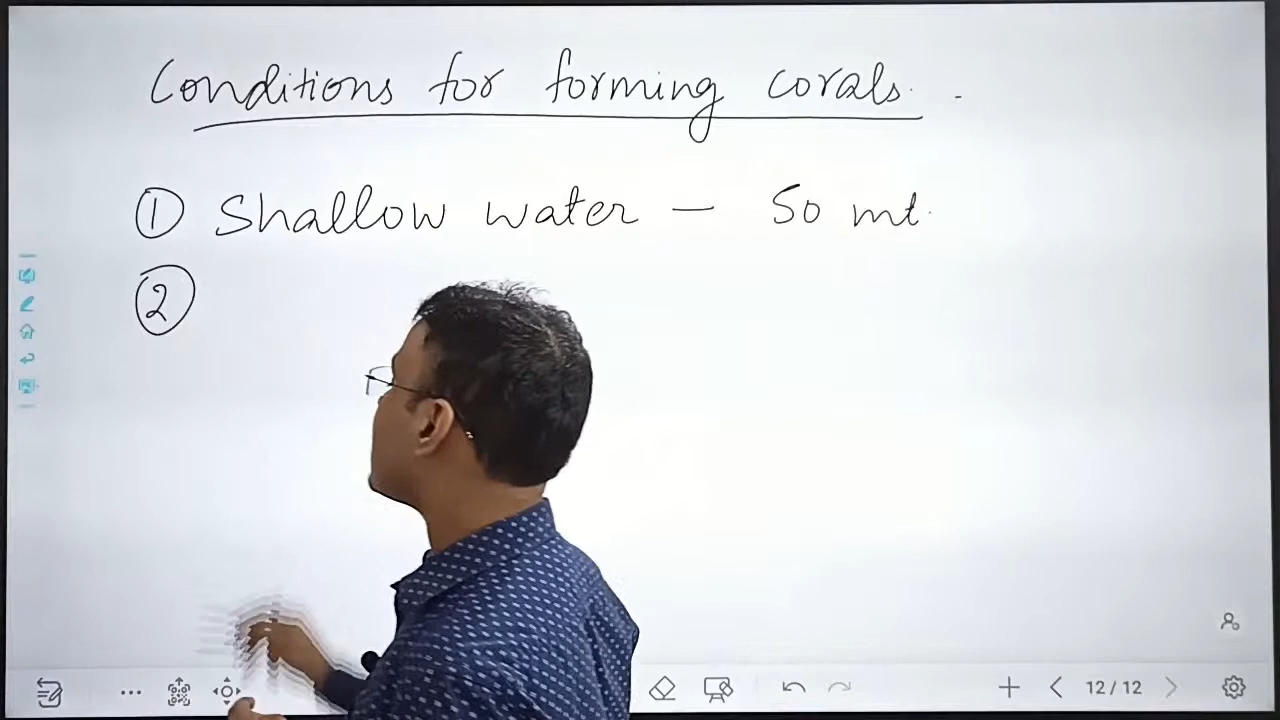 Conditions for forming corals.
① Shallow water - 50 mt.
②
12/12